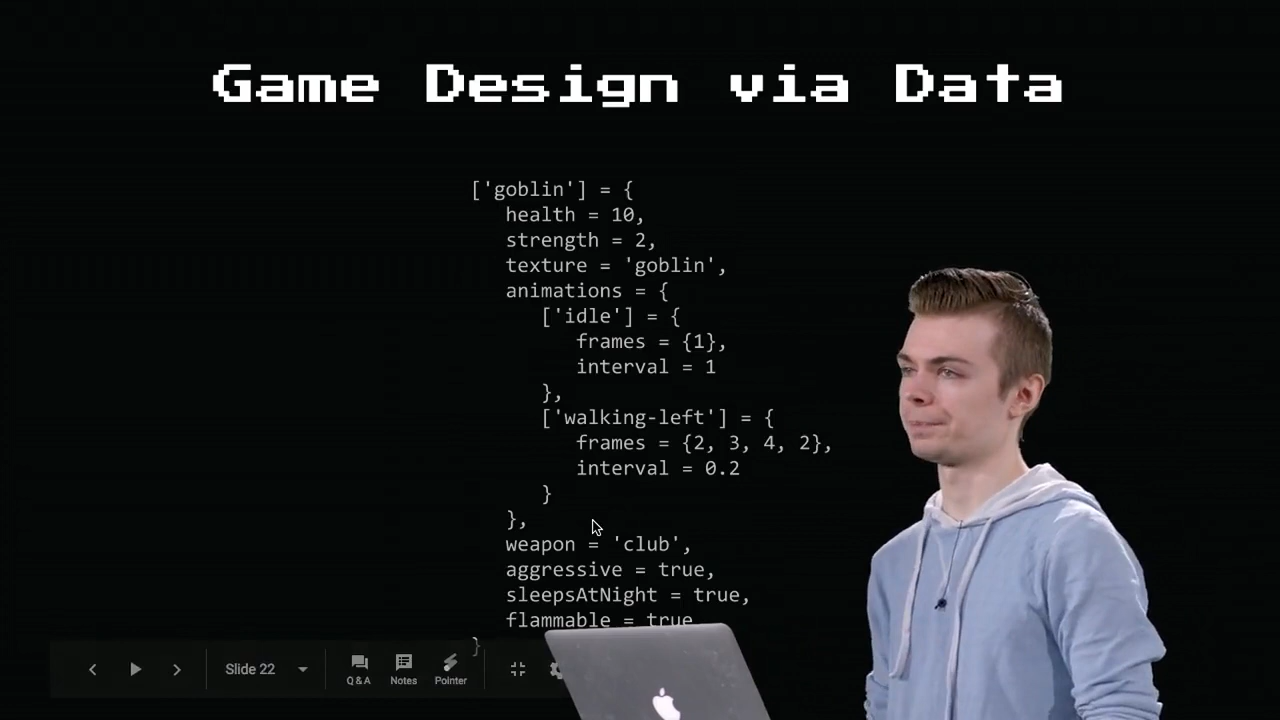 Game Design via Data
['goblin'] = {
health = 10,
strength = 2,
texture = 'goblin',
animations = {
['idle'] = {
frames = {1},
interval = 1
},
['walking-left'] = {
frames = {2, 3, 4, 2},
interval = 0.2
}
},
weapon = 'club',
aggressive = true,
sleepsAtNight = true,
flammable = true
}
Slide 22
Q & A
Notes
Pointer